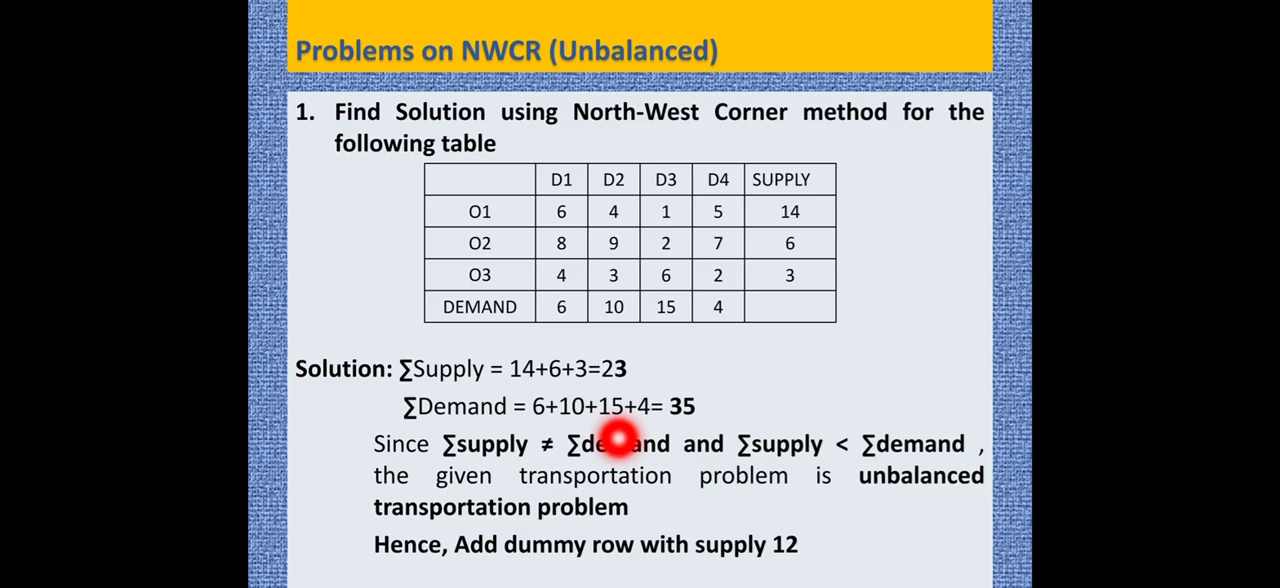 Problems on NWCR (Unbalanced)
1. Find Solution using North-West Corner method for the
following table
D1 D2 D3 D4 SUPPLY
O1 6 4 1 5 14
O2 8 9 2 7 6
O3 4 3 6 2 3
DEMAND 6 10 15 4
Solution: ∑Supply = 14+6+3=23
∑Demand = 6+10+15+4= 35
Since ∑supply ≠ ∑demand and ∑supply < ∑demand ,
the given transportation problem is unbalanced
transportation problem
Hence, Add dummy row with supply 12